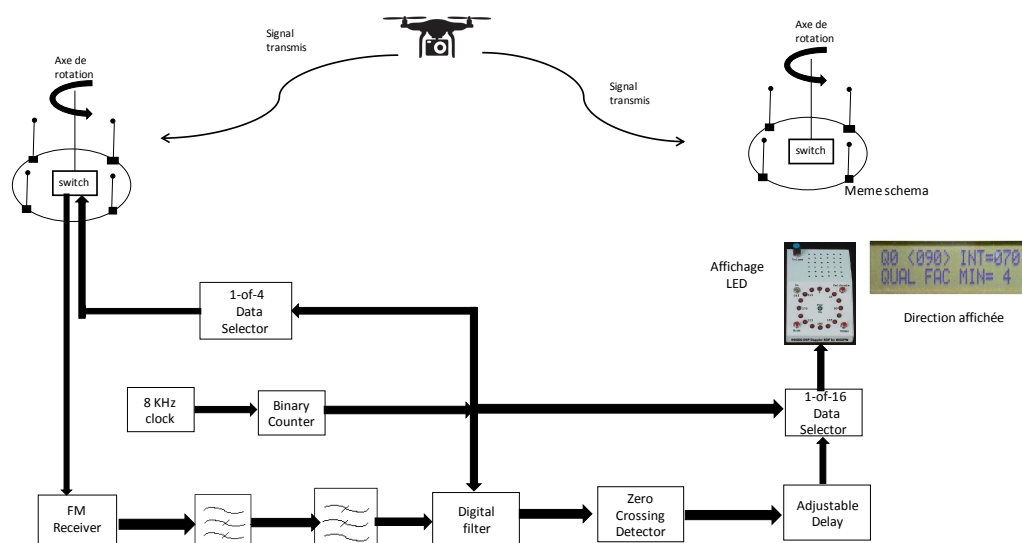 Signal
transmis
Axe de
rotation
Signal
transmis
Axe de
rotation
switch
switch
Meme schema
Affichage
LED
Q0 <090> INT=070
QUAL FAC MIN= 4
Direction affichée
1-of-4
Data
Selector
8 KHz
clock
Binary
Counter
1-of-16
Data
Selector
FM
Receiver
Digital
filter
Zero
Crossing
Detector
Adjustable
Delay